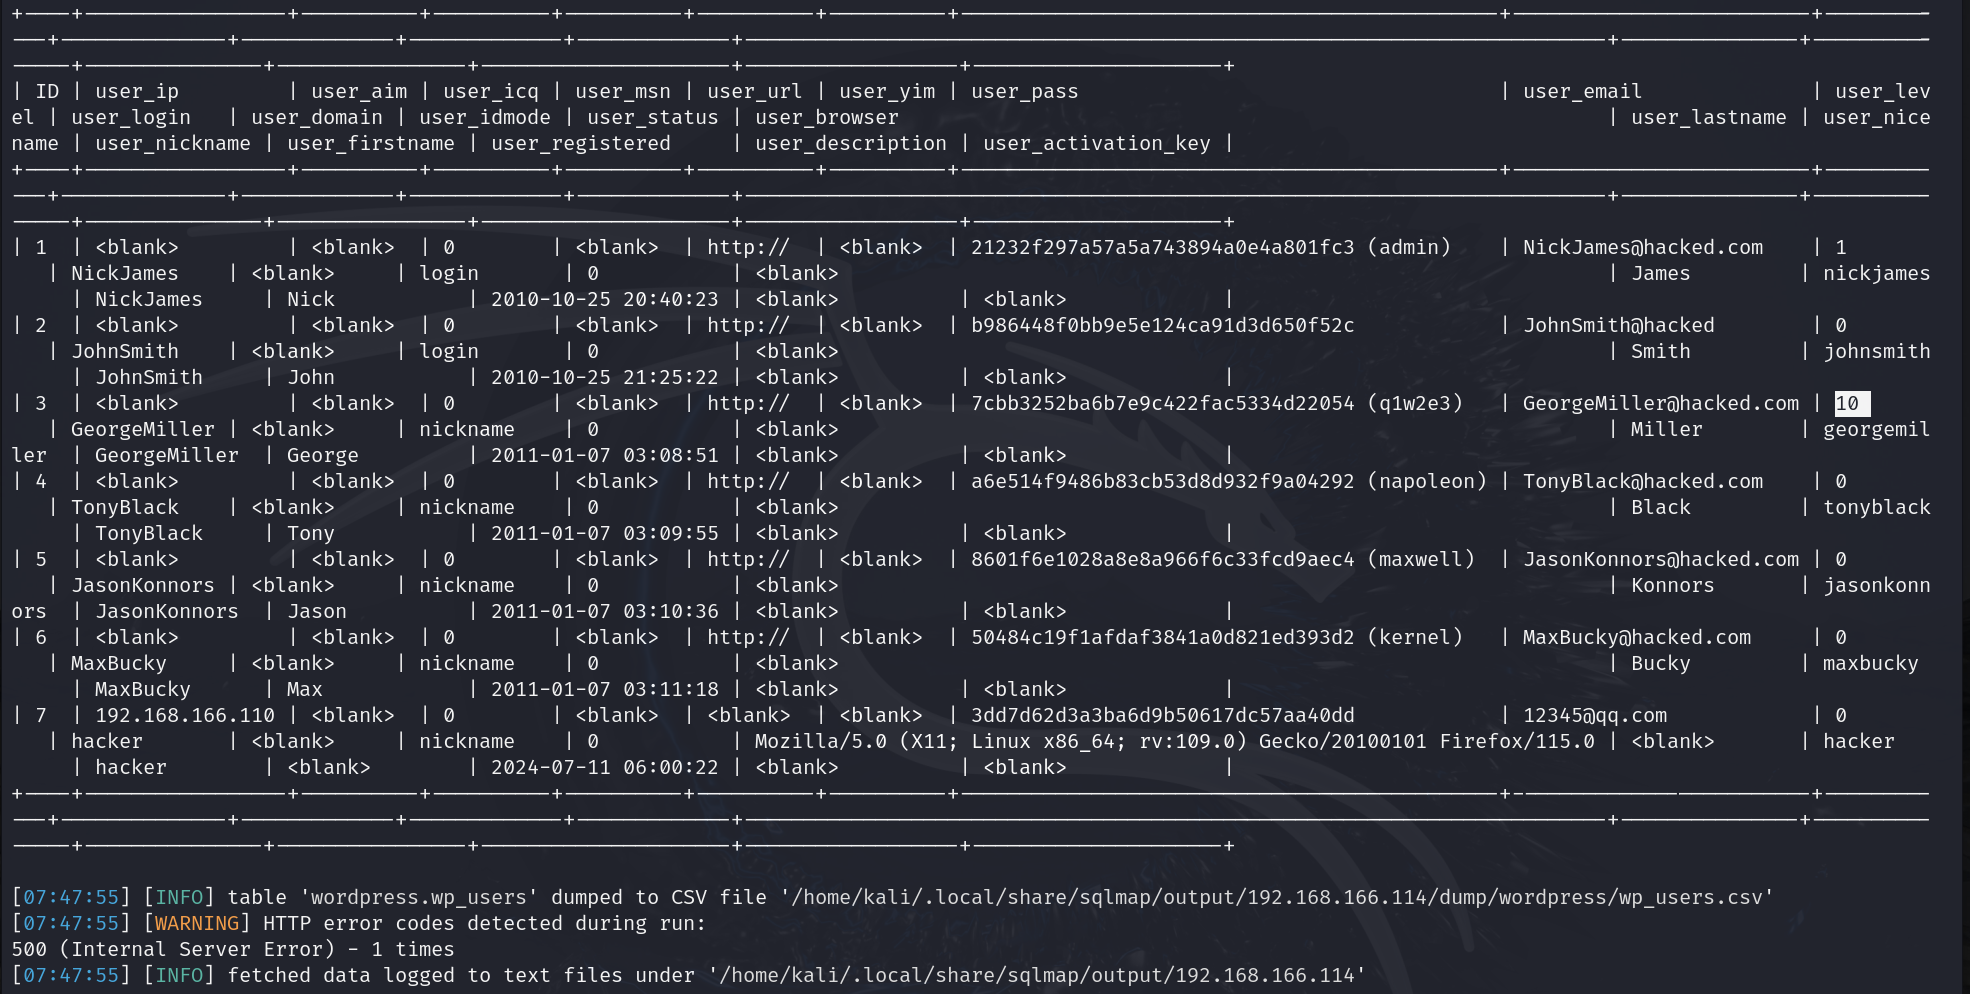 | ID | user_ip | user_aim | user_icq | user_msn | user_url | user_yim | user_pass | user_email | user_lev
el | user_login | user_domain | user_idmode | user_status | user_browser | user_lastname | user_nice
name | user_nickname | user_firstname | user_registered | user_description | user_activation_key |
| 1 | <blank> | <blank> | 0 | <blank> | http:// | <blank> | 21232f297a57a5a743894a0e4a801fc3 (admin) | NickJames@hacked.com | 1
| NickJames | <blank> | login | 0 | <blank> | James | nickjames
| NickJames | Nick | 2010-10-25 20:40:23 | <blank> | <blank> |
| 2 | <blank> | <blank> | 0 | <blank> | http:// | <blank> | b986448f0bb9e5e124ca91d3d650f52c | JohnSmith@hacked | 0
| JohnSmith | <blank> | login | 0 | <blank> | Smith | johnsmith
| JohnSmith | John | 2010-10-25 21:25:22 | <blank> | <blank> |
| 3 | <blank> | <blank> | 0 | <blank> | http:// | <blank> | 7cbb3252ba6b7e9c422fac5334d22054 (q1w2e3) | GeorgeMiller@hacked.com | 10
| GeorgeMiller | <blank> | nickname | 0 | <blank> | Miller | georgemil
ler | GeorgeMiller | George | 2011-01-07 03:08:51 | <blank> | <blank> |
| 4 | <blank> | <blank> | 0 | <blank> | http:// | <blank> | a6e514f9486b83cb53d8d932f9a04292 (napoleon) | TonyBlack@hacked.com | 0
| TonyBlack | <blank> | nickname | 0 | <blank> | Black | tonyblack
| TonyBlack | Tony | 2011-01-07 03:09:55 | <blank> | <blank> |
| 5 | <blank> | <blank> | 0 | <blank> | http:// | <blank> | 8601f6e1028a8e8a966f6c33fcd9aec4 (maxwell) | JasonKonnors@hacked.com | 0
| JasonKonnors | <blank> | nickname | 0 | <blank> | Konnors | jasonkonn
ors | JasonKonnors | Jason | 2011-01-07 03:10:36 | <blank> | <blank> |
| 6 | <blank> | <blank> | 0 | <blank> | http:// | <blank> | 50484c19f1afdaf3841a0d821ed393d2 (kernel) | MaxBucky@hacked.com | 0
| MaxBucky | <blank> | nickname | 0 | <blank> | Bucky | maxbucky
| MaxBucky | Max | 2011-01-07 03:11:18 | <blank> | <blank> |
| 7 | 192.168.166.110 | <blank> | 0 | <blank> | <blank> | <blank> | 3dd7d62d3a3ba6d9b50617dc57aa40dd | 12345@qq.com | 0
| hacker | <blank> | nickname | 0 | Mozilla/5.0 (X11; Linux x86_64; rv:109.0) Gecko/20100101 Firefox/115.0 | <blank> | hacker
| hacker | <blank> | 2024-07-11 06:00:22 | <blank> | <blank> |
[07:47:55] [INFO] table 'wordpress.wp_users' dumped to CSV file '/home/kali/.local/share/sqlmap/output/192.168.166.114/dump/wordpress/wp_users.csv'
[07:47:55] [WARNING] HTTP error codes detected during run:
500 (Internal Server Error) - 1 times
[07:47:55] [INFO] fetched data logged to text files under '/home/kali/.local/share/sqlmap/output/192.168.166.114'